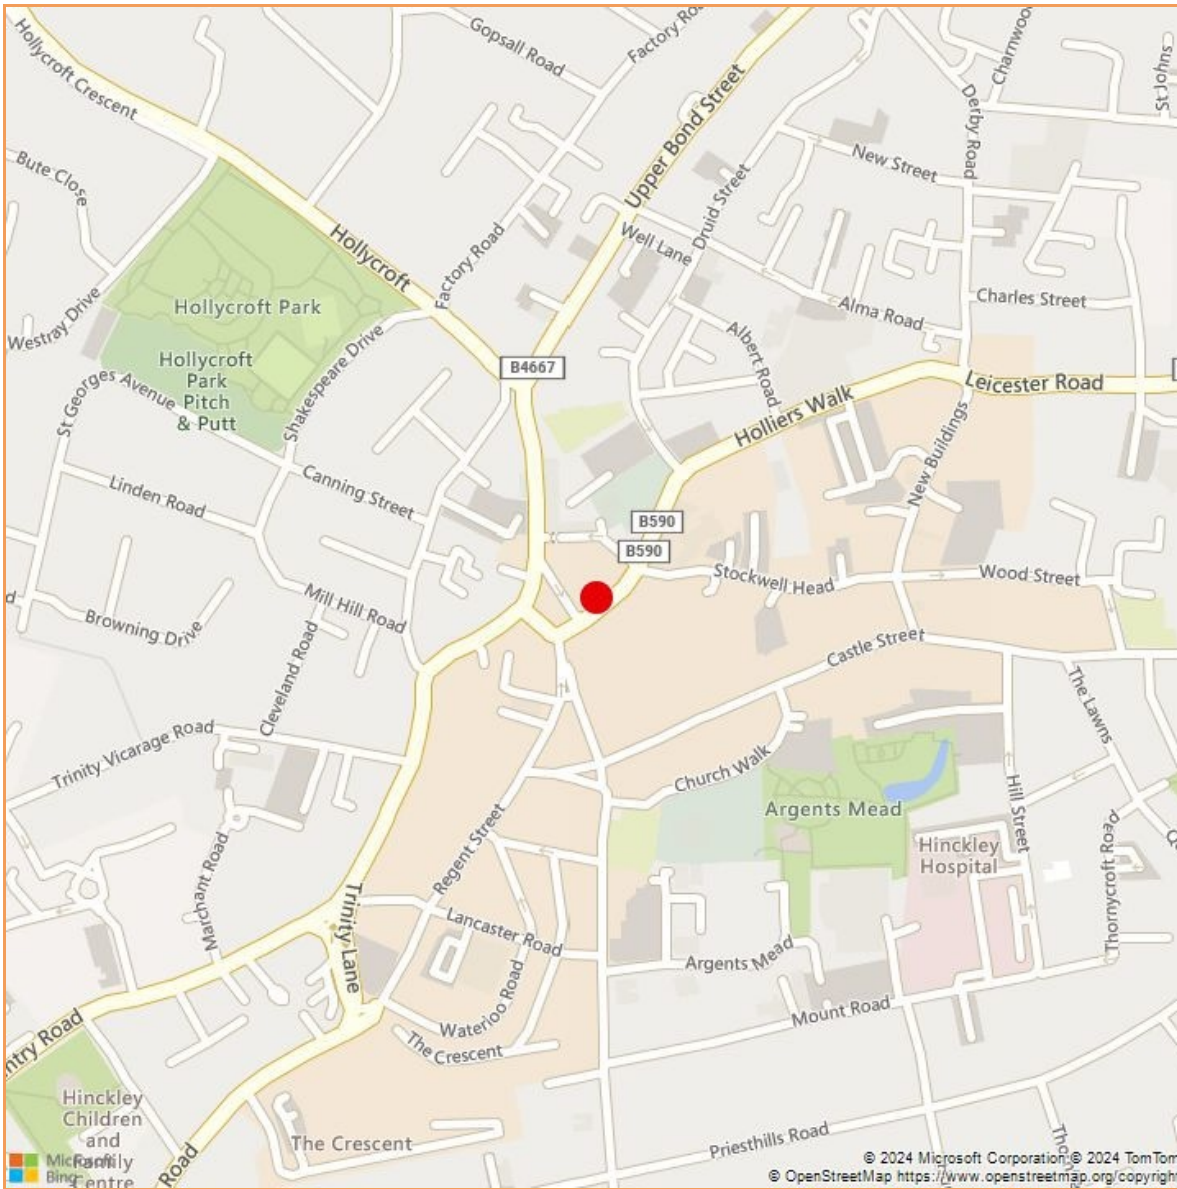 Hollycroft Crescent
Gopsall Road
Factory Ro
Charnwoo
St Johns
Derby Road
Bute Close
Upper Bond Street
New Street
Druid Street
Well Lane
Hollycroft
Factory Road
Hollycroft Park
Westray Drive
Alma Road
Charles Street
Albert Road
Hollycroft
Park
Pitch
& Putt
Shakespeare Drive
St Georges Avenue
B4667
Leicester Road
Holliers Walk
New Buildings
Canning Street
Linden Road
B590
B590
Stockwell Head
Wood Street
d
Mill Hill Road
Browning Drive
Cleveland Road
Castle Street
The Lawns
Trinity Vicarage Road
Church Walk
Argents Mead
Hill Street
Hinckley
Hospital
Thornycroft Road
Qu
Regent Street
Marchant Road
Trinity Lane
Lancaster Road
Argents Mead
Waterloo Road
Mount Road
The Crescent
ntry Road
Hinckley
Children
and
Family
Centre
Road
The Crescent
Priesthills Road
Microsoft
Bing
© 2024 Microsoft Corporation © 2024 TomTom
© OpenStreetMap https://www.openstreetmap.org/copyright